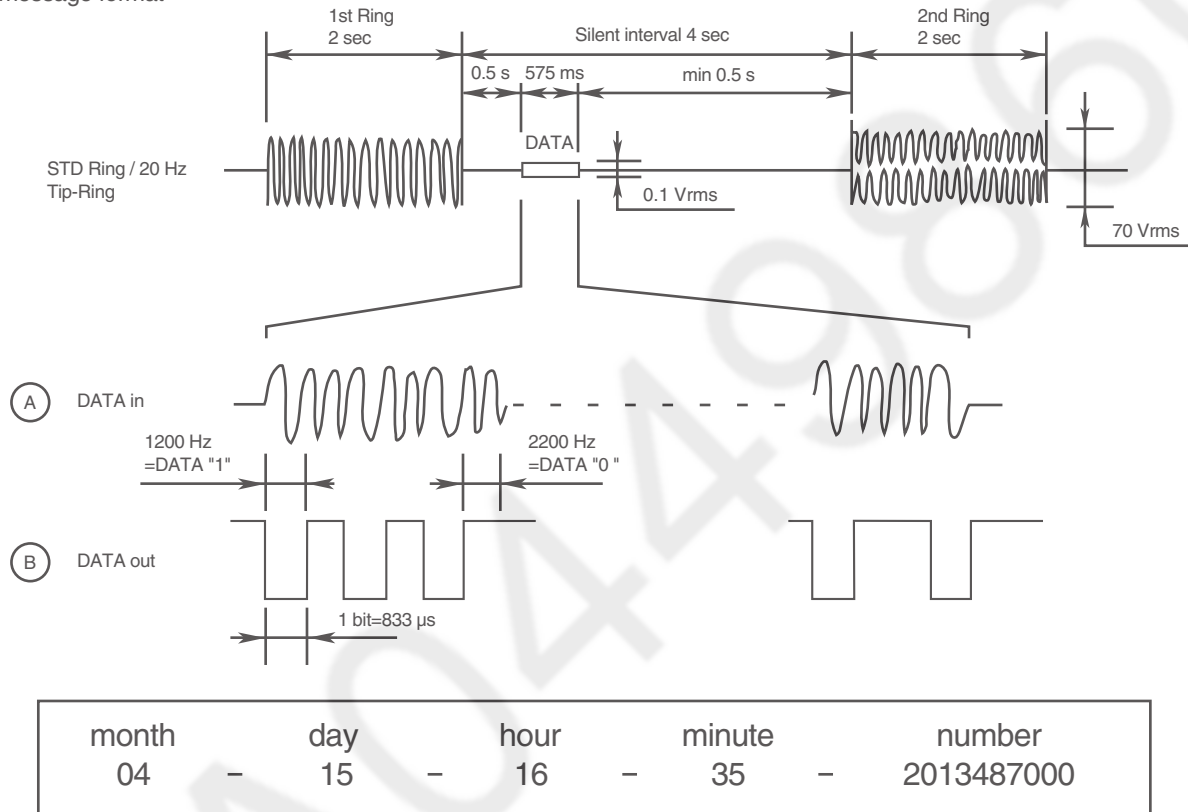 1st Ring
2 sec
Silent interval 4 sec
2nd Ring
2 sec
0.5 s
575 ms
min 0.5 s
DATA
STD Ring / 20 Hz
Tip-Ring
0.1 Vrms
70 Vrms
A
DATA in
1200 Hz
=DATA "1"
2200 Hz
=DATA "0 "
B
DATA out
1 bit=833 µs
month day hour minute number
04 – 15 – 16 – 35 – 2013487000